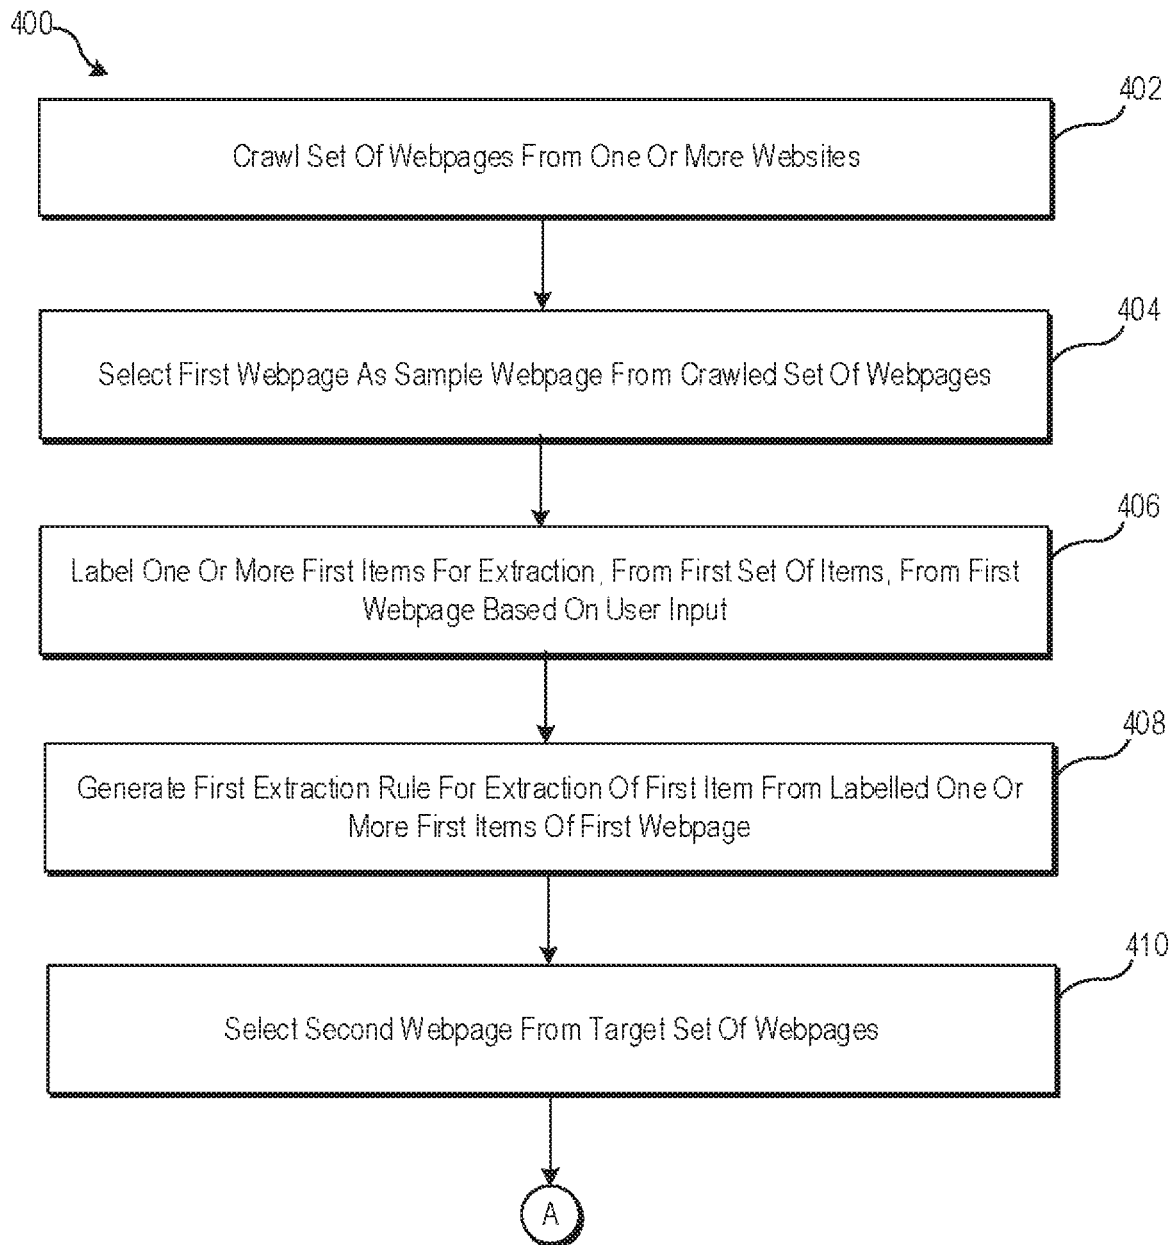 400
402
Crawl Set Of Webpages From One Or More Websites
404
Select First Webpage As Sample Webpage From Crawled Set Of Webpages
406
Label One Or More First Items For Extraction, From First Set Of Items, From First
Webpage Based On User Input
408
Generate First Extraction Rule For Extraction Of First Item From Labelled One Or
More First Items Of First Webpage
410
Select Second Webpage From Target Set Of Webpages
A